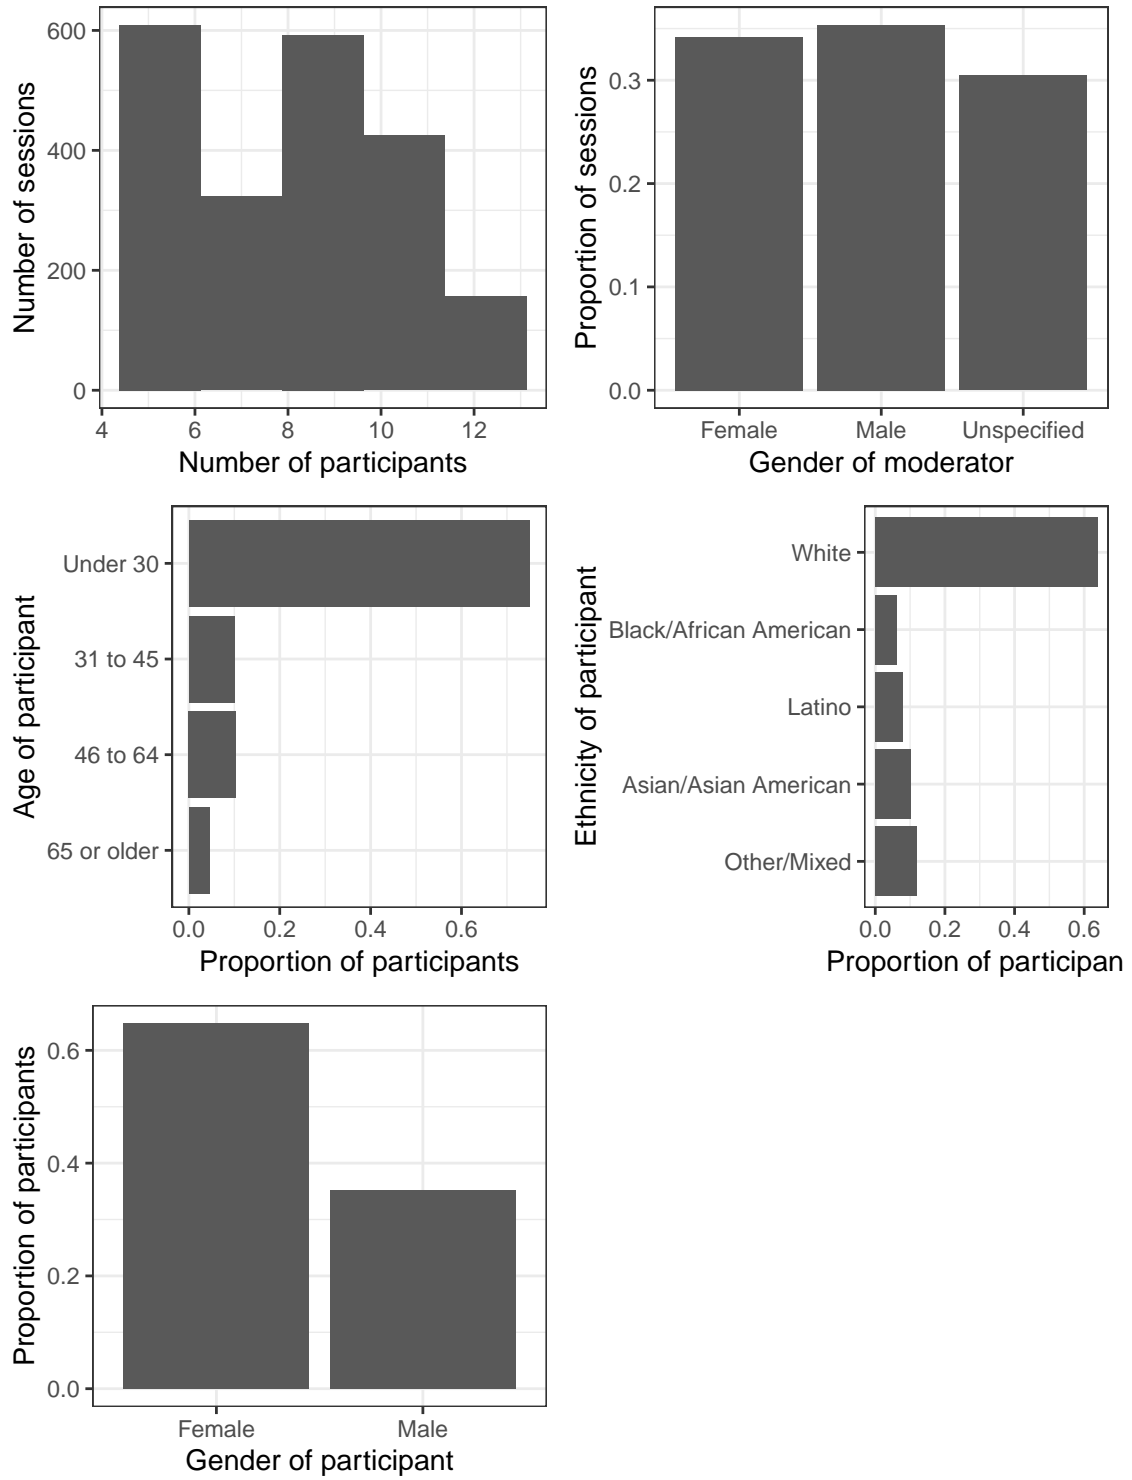 600
400
200
0
Number of sessions
4 6 8 10 12
Number of participants
0.3
0.2
0.1
0.0
Proportion of sessions
Female Male Unspecified
Gender of moderator
Under 30
31 to 45
46 to 64
65 or older
Age of participant
0.0 0.2 0.4 0.6
Proportion of participants
White
Black/African American
Latino
Asian/Asian American
Other/Mixed
Ethnicity of participant
0.0 0.2 0.4 0.6
Proportion of participan
0.6
0.4
0.2
0.0
Proportion of participants
Female Male
Gender of participant